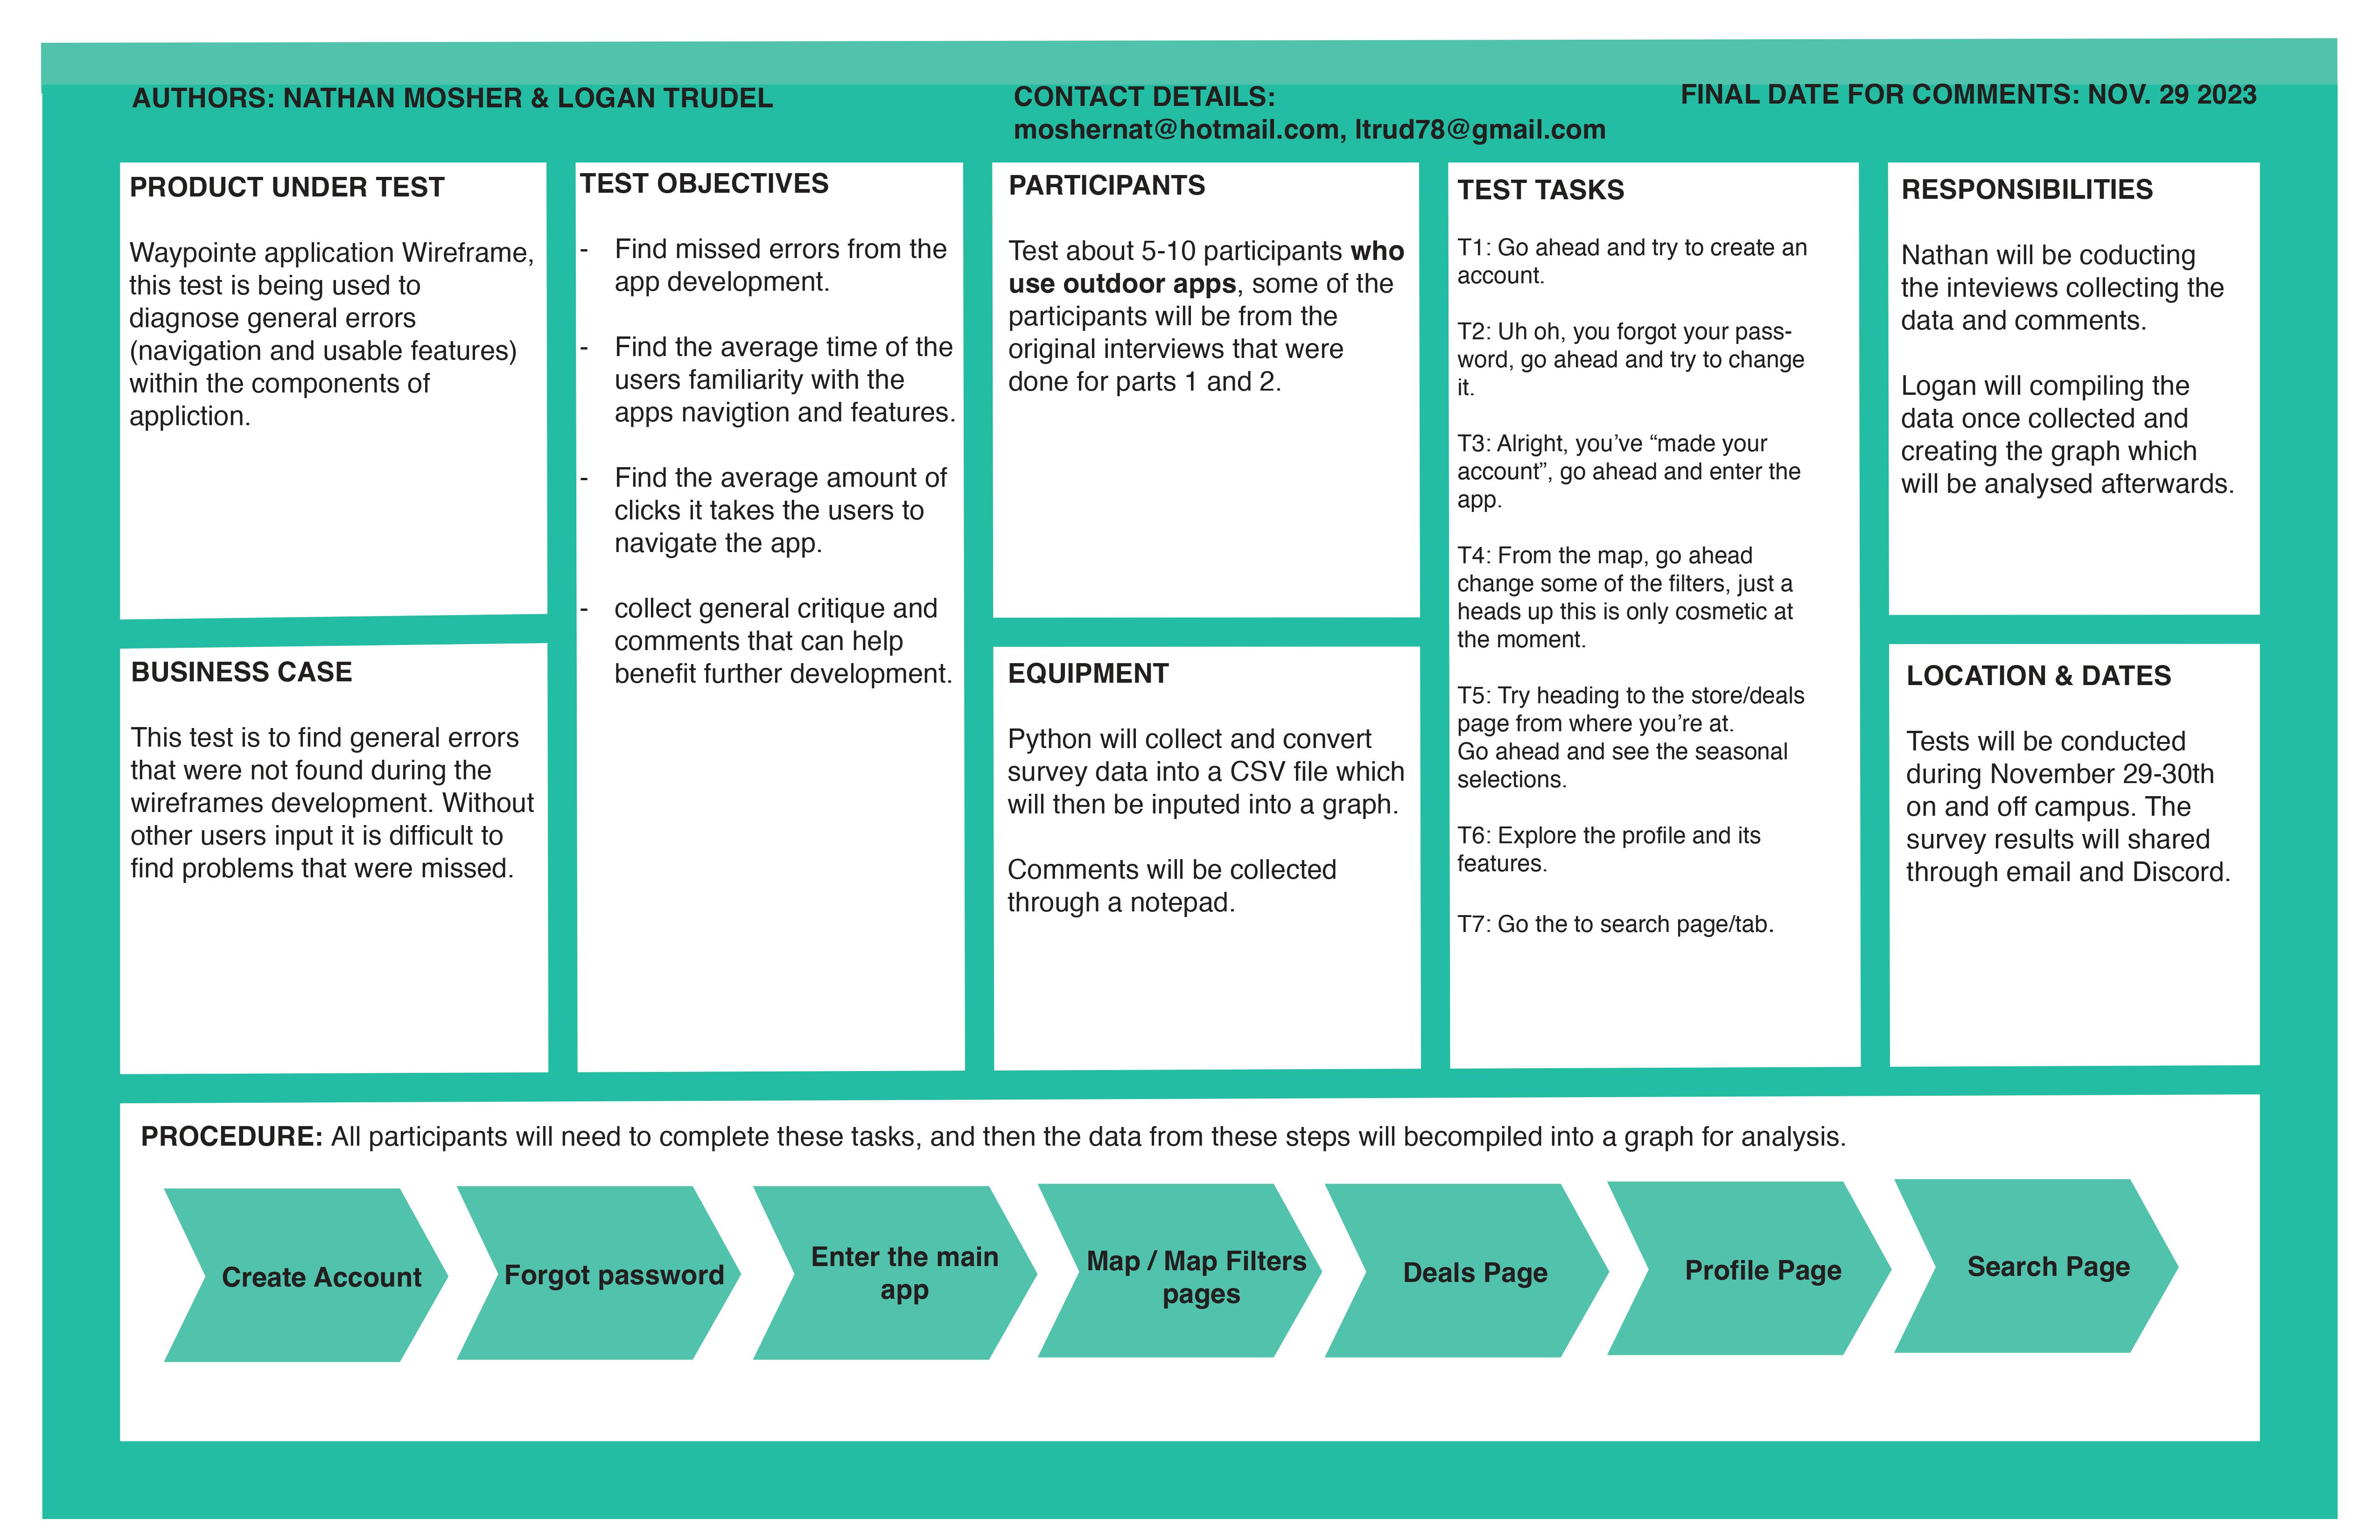 AUTHORS: NATHAN MOSHER & LOGAN TRUDEL
CONTACT DETAILS:
moshernat@hotmail.com, ltrud78@gmail.com
FINAL DATE FOR COMMENTS: NOV. 29 2023
PRODUCT UNDER TEST
Waypointe application Wireframe,
this test is being used to
diagnose general errors
(navigation and usable features)
within the components of
appliction.
BUSINESS CASE
This test is to find general errors
that were not found during the
wireframes development. Without
other users input it is difficult to
find problems that were missed.
TEST OBJECTIVES
- Find missed errors from the
app development.
- Find the average time of the
users familiarity with the
apps navigtion and features.
- Find the average amount of
clicks it takes the users to
navigate the app.
- collect general critique and
comments that can help
benefit further development.
PARTICIPANTS
Test about 5-10 participants who
use outdoor apps, some of the
participants will be from the
original interviews that were
done for parts 1 and 2.
EQUIPMENT
Python will collect and convert
survey data into a CSV file which
will then be inputed into a graph.
Comments will be collected
through a notepad.
TEST TASKS
T1: Go ahead and try to create an
account.
T2: Uh oh, you forgot your pass-
word, go ahead and try to change
it.
T3: Alright, you’ve “made your
account”, go ahead and enter the
app.
T4: From the map, go ahead
change some of the filters, just a
heads up this is only cosmetic at
the moment.
T5: Try heading to the store/deals
page from where you’re at.
Go ahead and see the seasonal
selections.
T6: Explore the profile and its
features.
T7: Go the to search page/tab.
RESPONSIBILITIES
Nathan will be coducting
the inteviews collecting the
data and comments.
Logan will compiling the
data once collected and
creating the graph which
will be analysed afterwards.
LOCATION & DATES
Tests will be conducted
during November 29-30th
on and off campus. The
survey results will shared
through email and Discord.
PROCEDURE: All participants will need to complete these tasks, and then the data from these steps will becompiled into a graph for analysis.
Create Account
Forgot password
Enter the main
app
Map / Map Filters
pages
Deals Page
Profile Page
Search Page